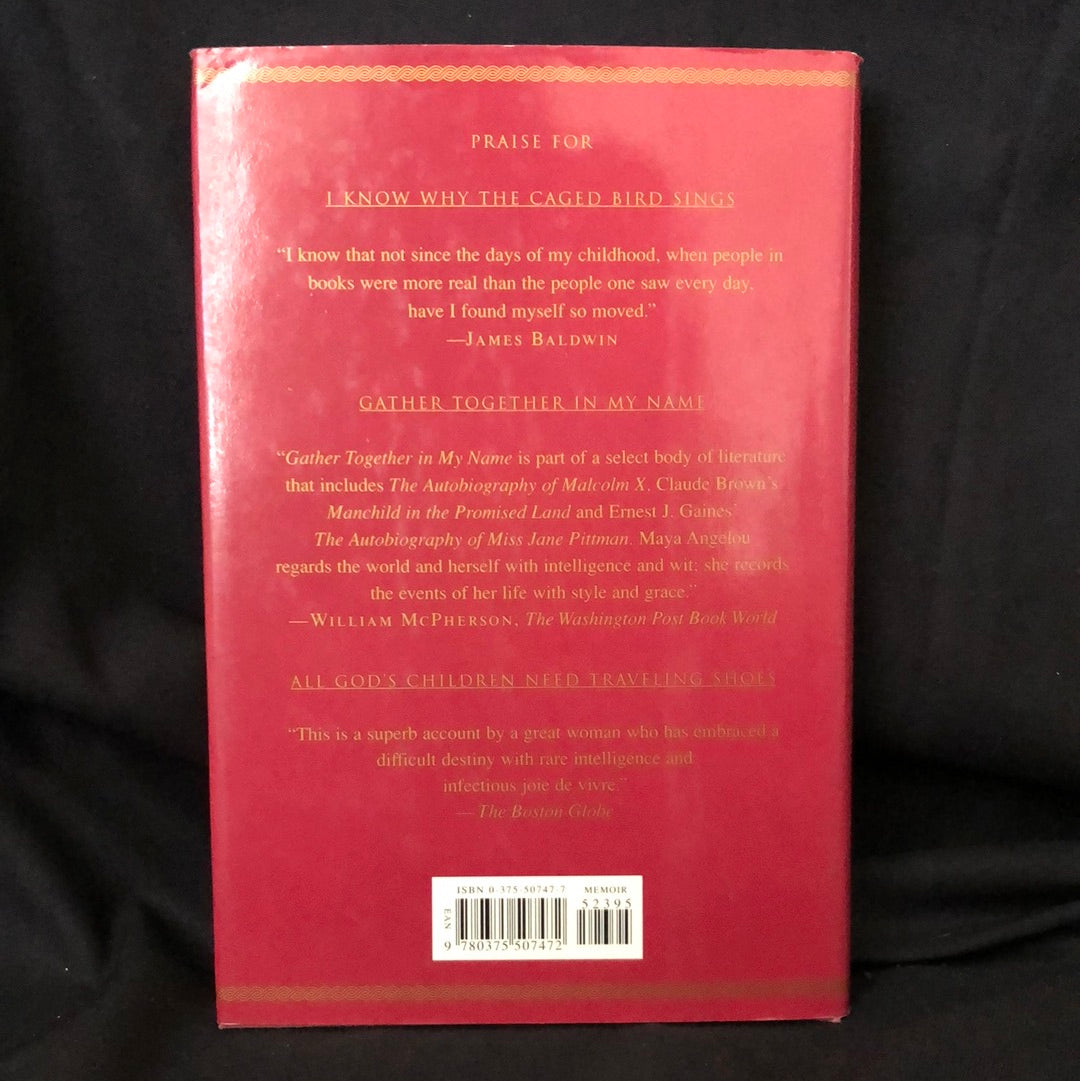 PRAISE FOR
I KNOW WHY THE CAGED BIRD SINGS
“I know that not since the days of my childhood, when people in
books were more real than the people one saw every day,
have I found myself so moved.”
—JAMES BALDWIN
GATHER TOGETHER IN MY NAME
“Gather Together in My Name is part of a select body of literature
that includes The Autobiography of Malcolm X, Claude Brown’s
Manchild in the Promised Land and Ernest J. Gaines’
The Autobiography of Miss Jane Pittman. Maya Angelou
regards the world and herself with intelligence and wit; she records
the events of her life with style and grace.”
—WILLIAM MCPHERSON, The Washington Post Book World
ALL GOD’S CHILDREN NEED TRAVELING SHOES
“This is a superb account by a great woman who has embraced a
difficult destiny with rare intelligence and
infectious joie de vivre.”
—The Boston Globe
ISBN 0-375-50747-7 MEMOIR
52395
EAN
9 780375 507472